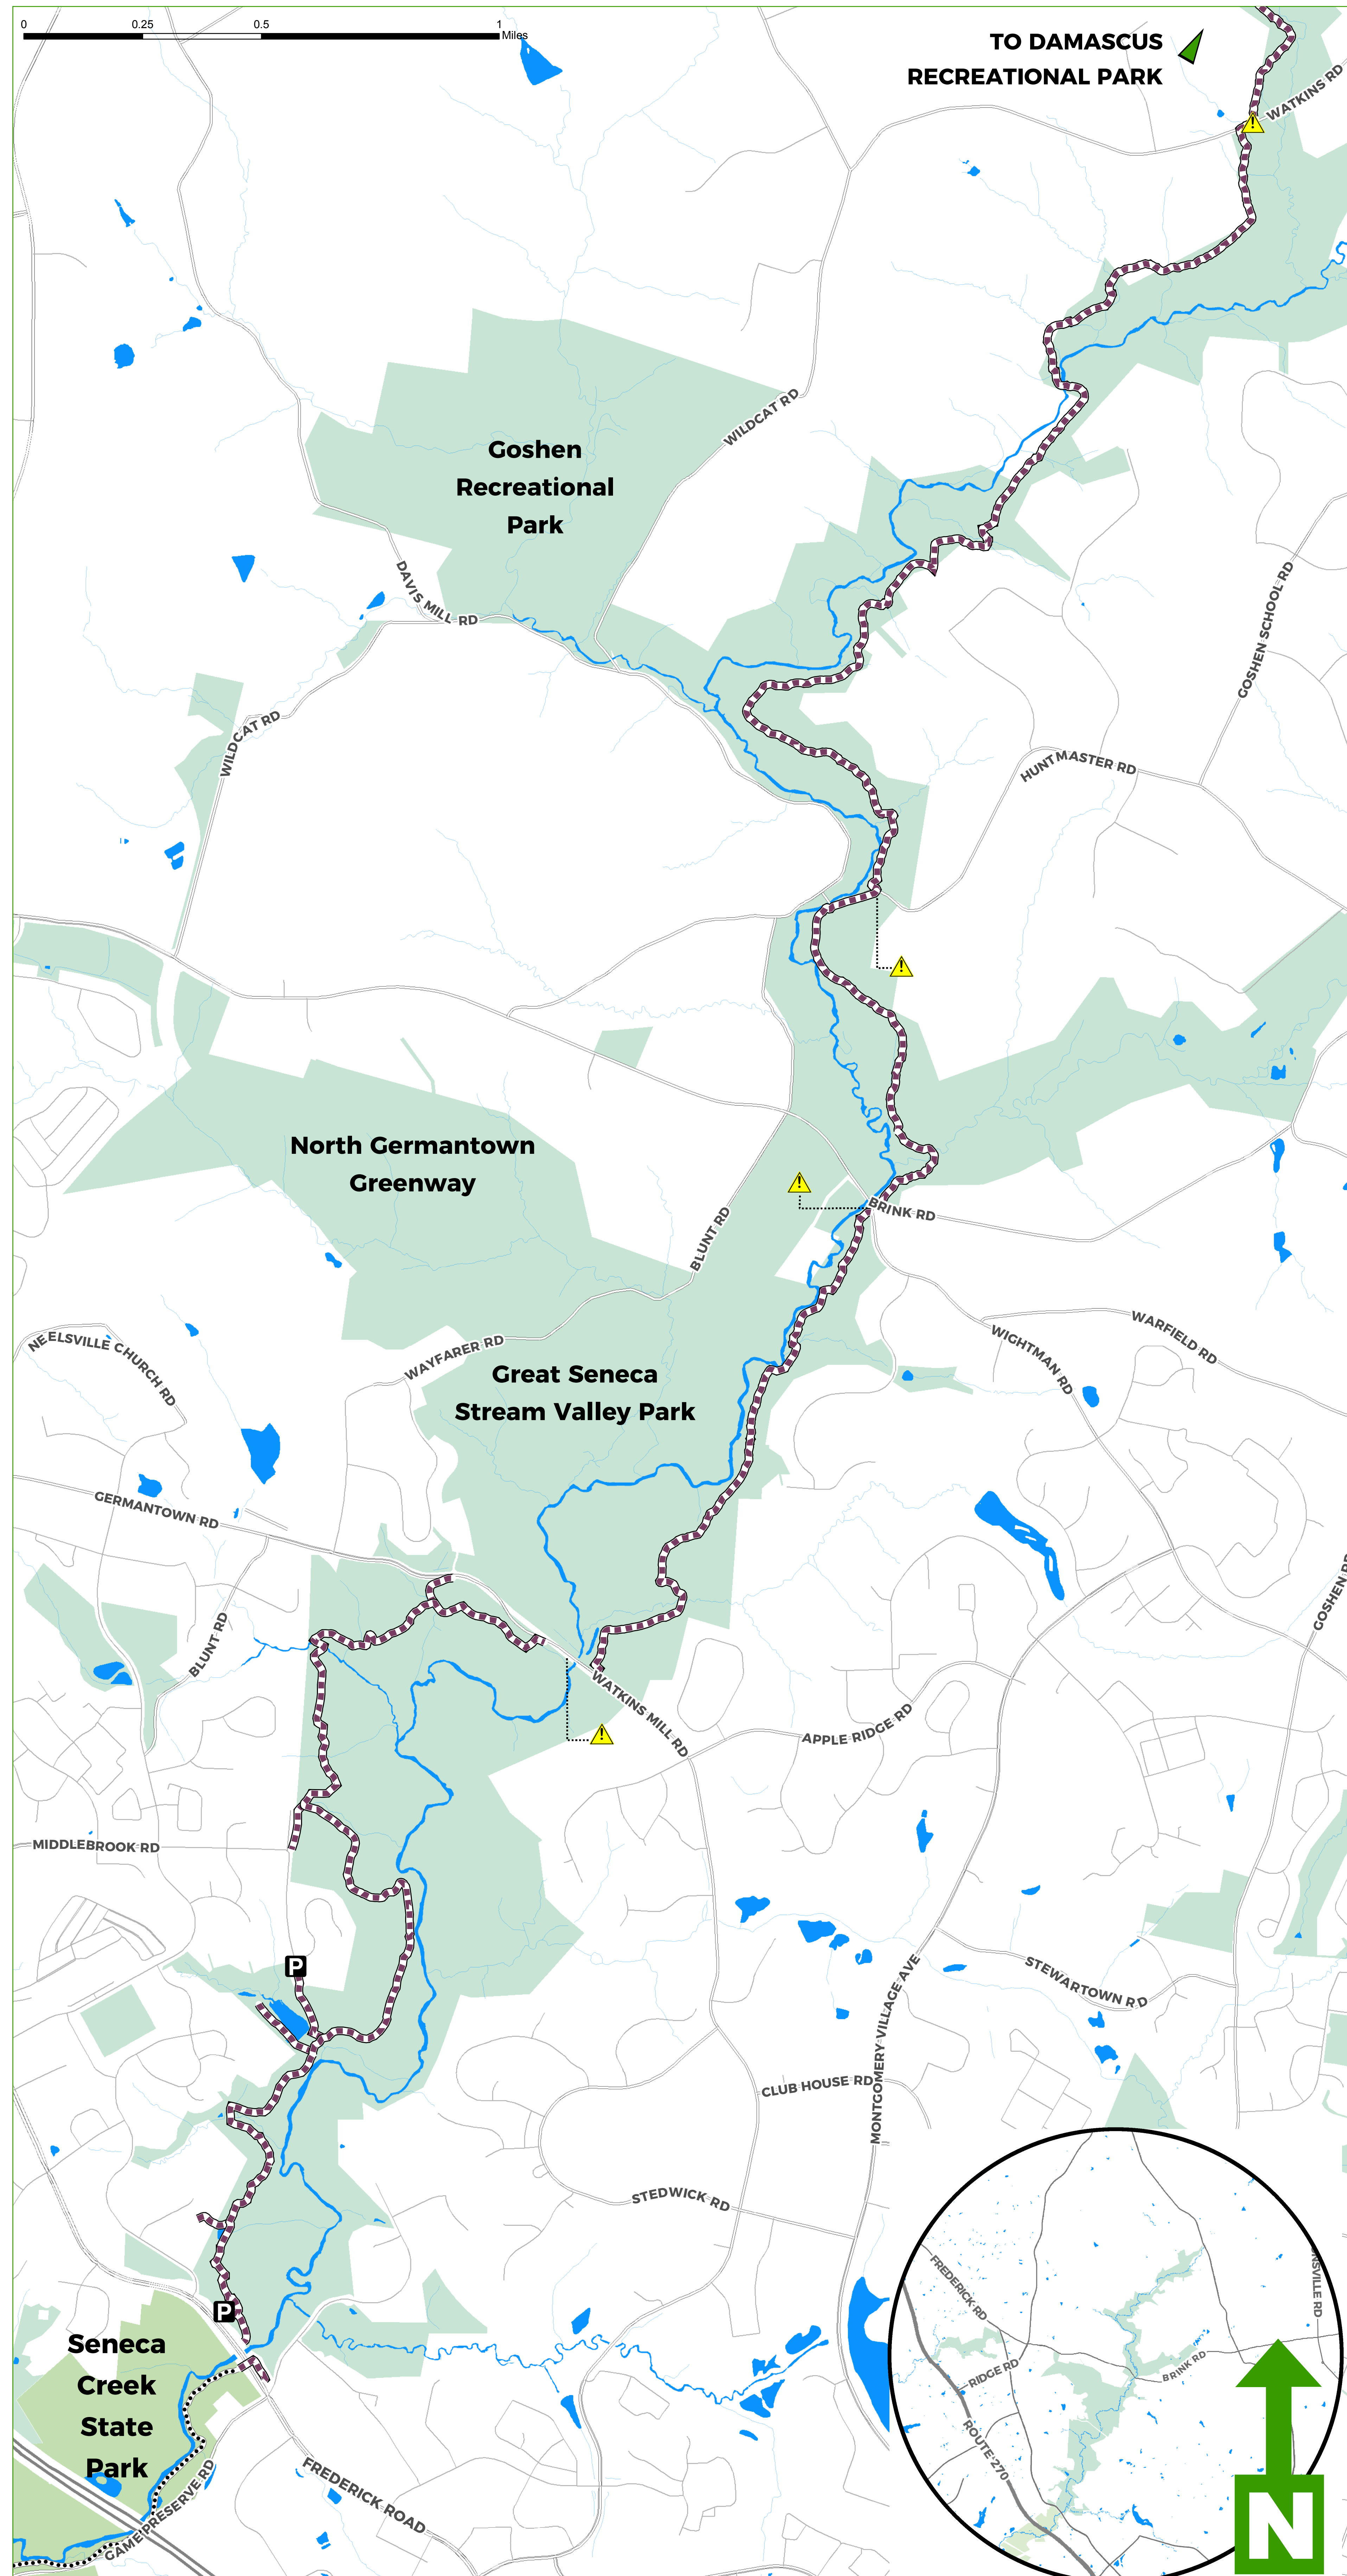 0 0.25 0.5 1
Miles
TO DAMASCUS
RECREATIONAL PARK
WATKINS RD
WILDCAT RD
Goshen
Recreational
Park
DAVIS MILL RD
GOSHEN SCHOOL RD
WILDCAT RD
HUNTMASTER RD
North Germantown
Greenway
BRINK RD
BLUNT RD
NEELSVILLE CHURCH RD
WAYFARER RD
WIGHTMAN RD
WARFIELD RD
Great Seneca
Stream Valley Park
GERMANTOWN RD
BLUNT RD
GOSHEN RD
WATKINS MILL RD
APPLE RIDGE RD
MIDDLEBROOK RD
P
STEWARTOWN RD
MONTGOMERY VILLAGE AVE
CLUB HOUSE RD
STEDWICK RD
P
Seneca
Creek
State
Park
GAME PRESERVE RD
FREDERICK ROAD
FREDERICK RD
RIDGE RD
BRINK RD
ROUTE 270
NSVILLE RD
N